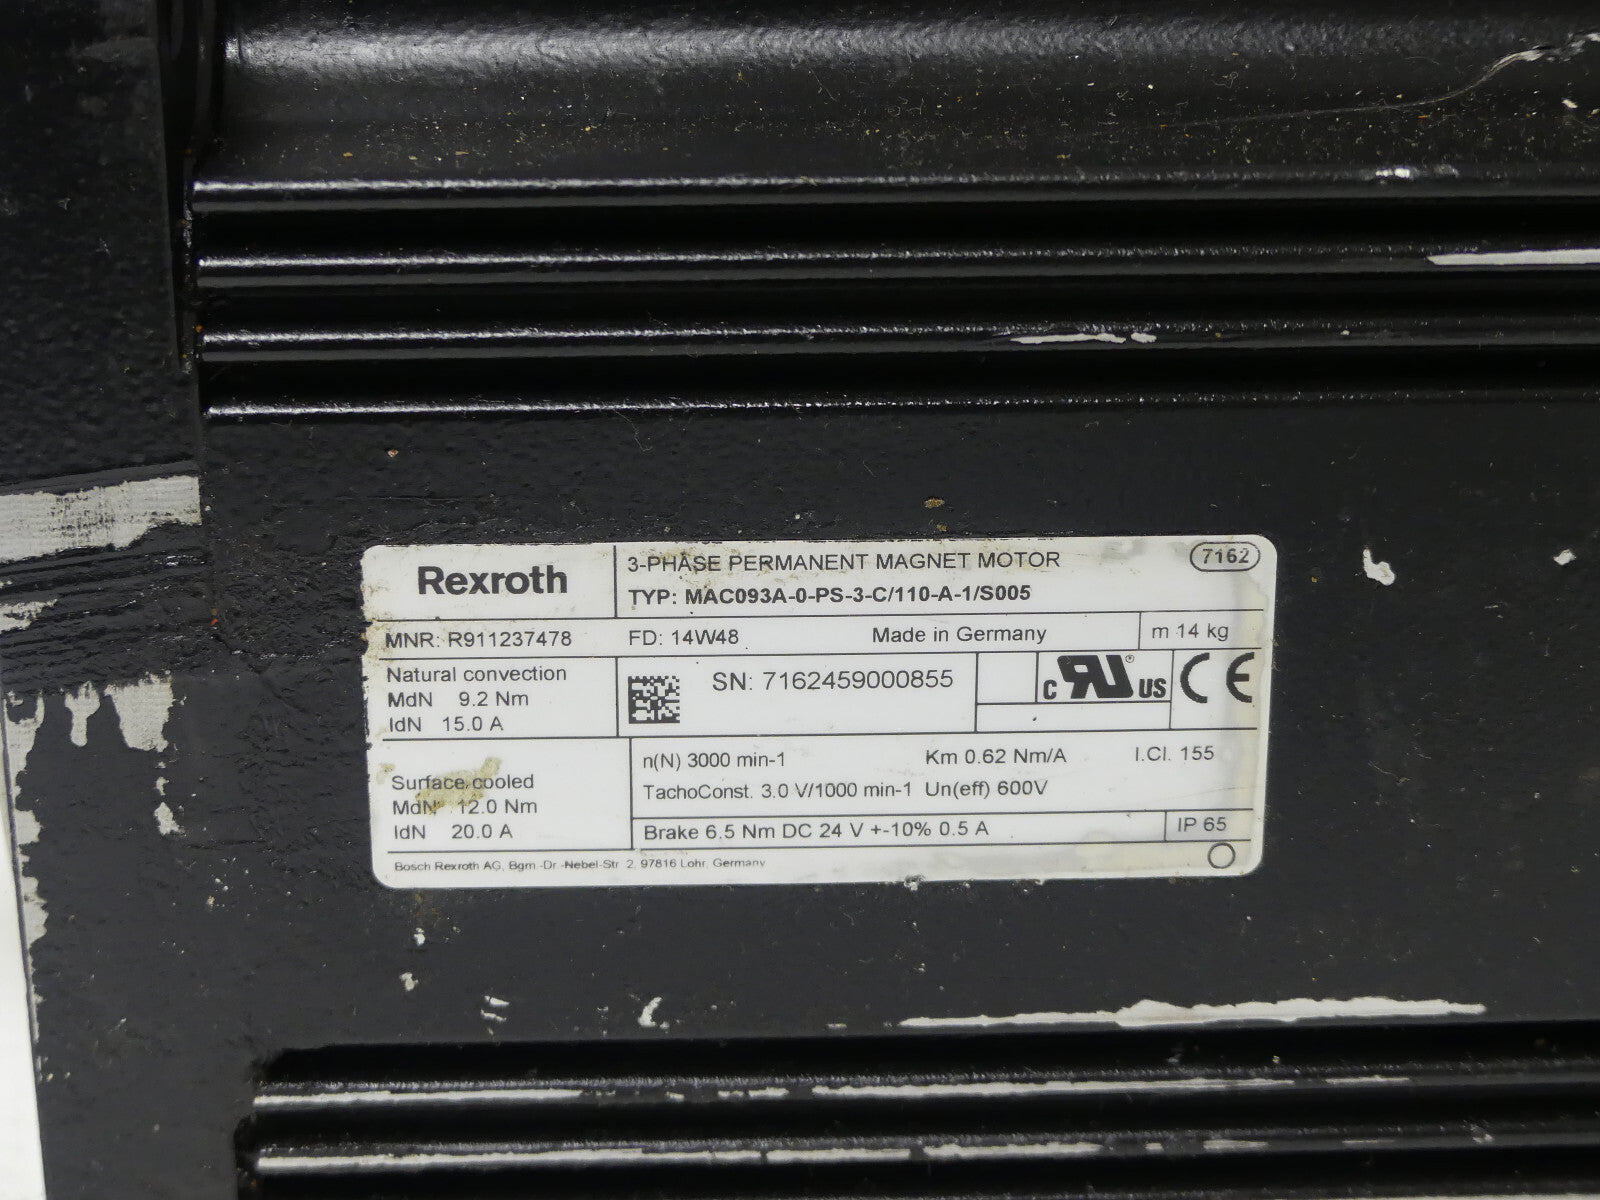 Rexroth
3-PHASE PERMANENT MAGNET MOTOR
7162
TYP: MAC093A-0-PS-3-C/110-A-1/S005
MNR: R911237478
FD: 14W48
Made in Germany
m 14 kg
Natural convection
MdN 9.2 Nm
IdN 15.0 A
SN: 7162459000855
c RU® US
CE
Surface cooled
MdN 12.0 Nm
IdN 20.0 A
n(N) 3000 min-1
Km 0.62 Nm/A
I.Cl. 155
TachoConst. 3.0 V/1000 min-1
Un(eff) 600V
Brake 6.5 Nm DC 24 V +-10% 0.5 A
IP 65
Bosch Rexroth AG, Bgm.-Dr.-Nebel-Str. 2, 97816 Lohr, Germany